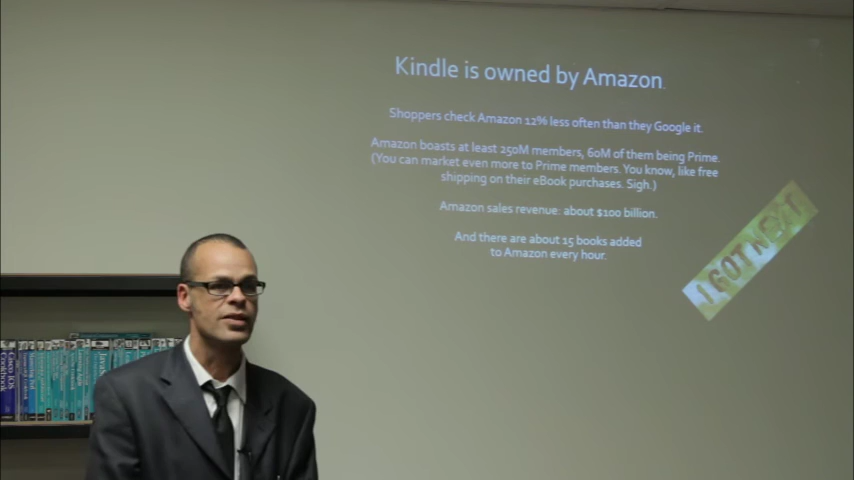 Kindle is owned by Amazon.
Shoppers check Amazon 12% less often than they Google it.
Amazon boasts at least 250M members, 60M of them being Prime.
(You can market even more to Prime members. You know, like free
shipping on their eBook purchases. Sigh.)
Amazon sales revenue: about $100 billion.
And there are about 15 books added
to Amazon every hour.
I GOT NEXT
Cisco IOS
Cookbook